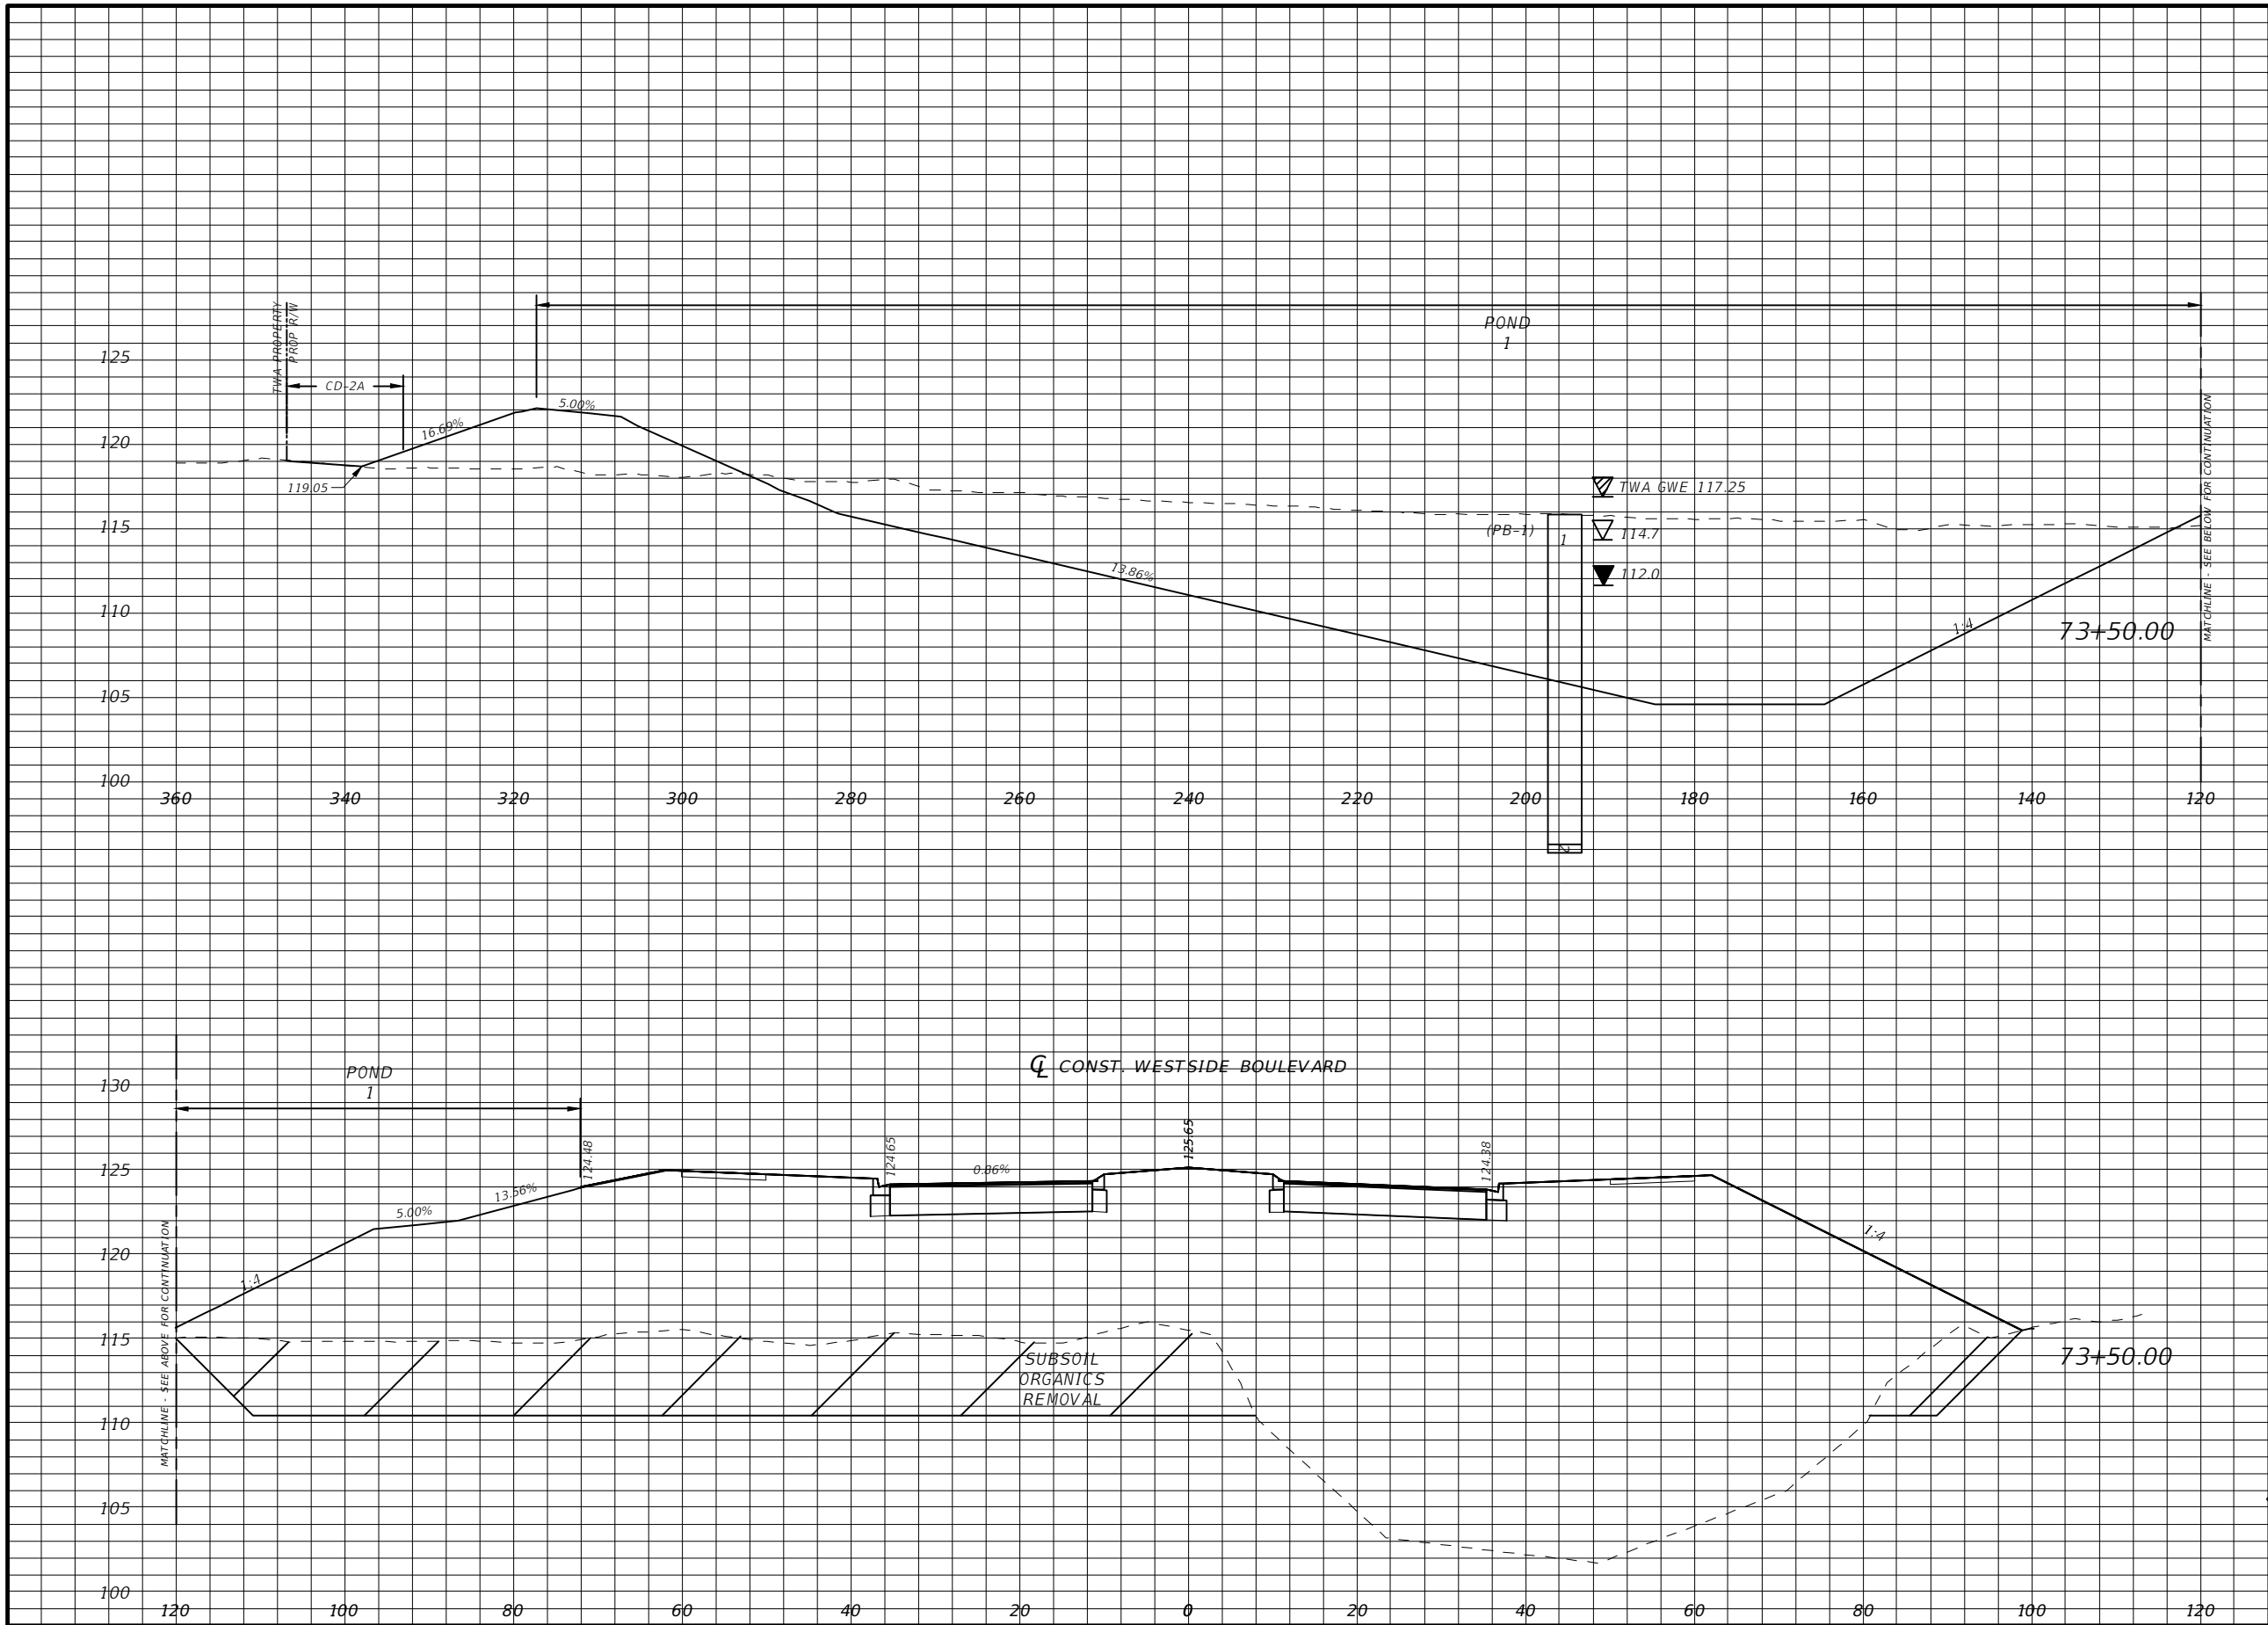 TWA PROPERTY
PROP R/W
POND
1
125
CD-2A
5.00%
16.69%
120
119.05
TWA GWE 117.25
115
(PB-1)
1
114.7
13.86%
112.0
110
1:4
73+50.00
MATCHLINE - SEE BELOW FOR CONTINUATION
105
100
360 340 320 300 280 260 240 220 200 180 160 140 120
2
CL CONST. WESTSIDE BOULEVARD
POND
1
130
124.48
124.65
125.65
124.38
125
0.86%
13.56%
5.00%
120
1:4
1:4
MATCHLINE - SEE ABOVE FOR CONTINUATION
115
SUBSOIL
ORGANICS
REMOVAL
73+50.00
110
105
100
120 100 80 60 40 20 0 20 40 60 80 100 120